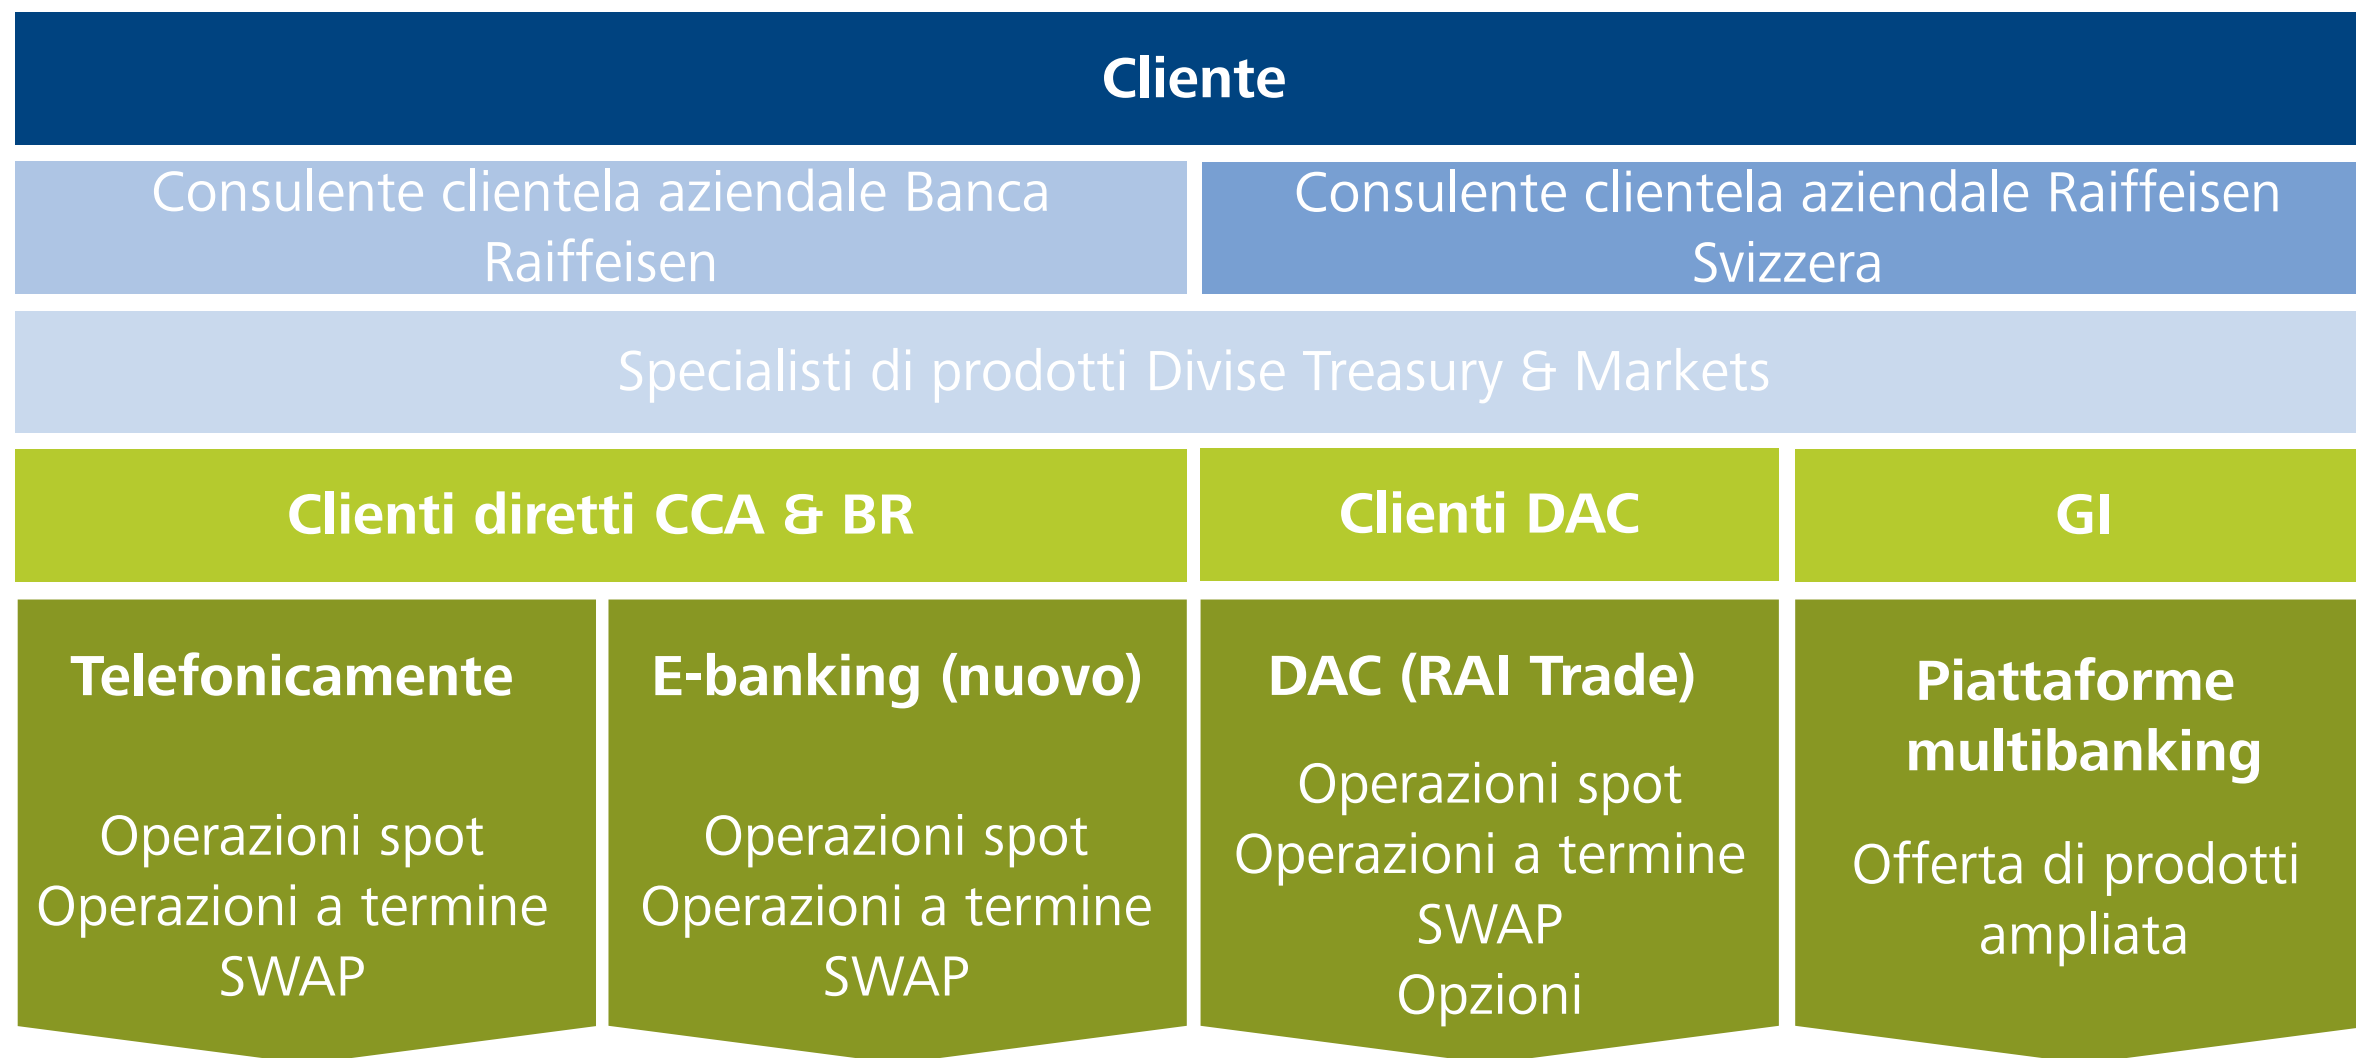 Cliente
Consulente clientela aziendale Banca
Raiffeisen
Consulente clientela aziendale Raiffeisen
Svizzera
Specialisti di prodotti Divise Treasury & Markets
Clienti diretti CCA & BR
Clienti DAC
GI
Telefonicamente
Operazioni spot
Operazioni a termine
SWAP
E-banking (nuovo)
Operazioni spot
Operazioni a termine
SWAP
DAC (RAI Trade)
Operazioni spot
Operazioni a termine
SWAP
Opzioni
Piattaforme
multibanking
Offerta di prodotti
ampliata